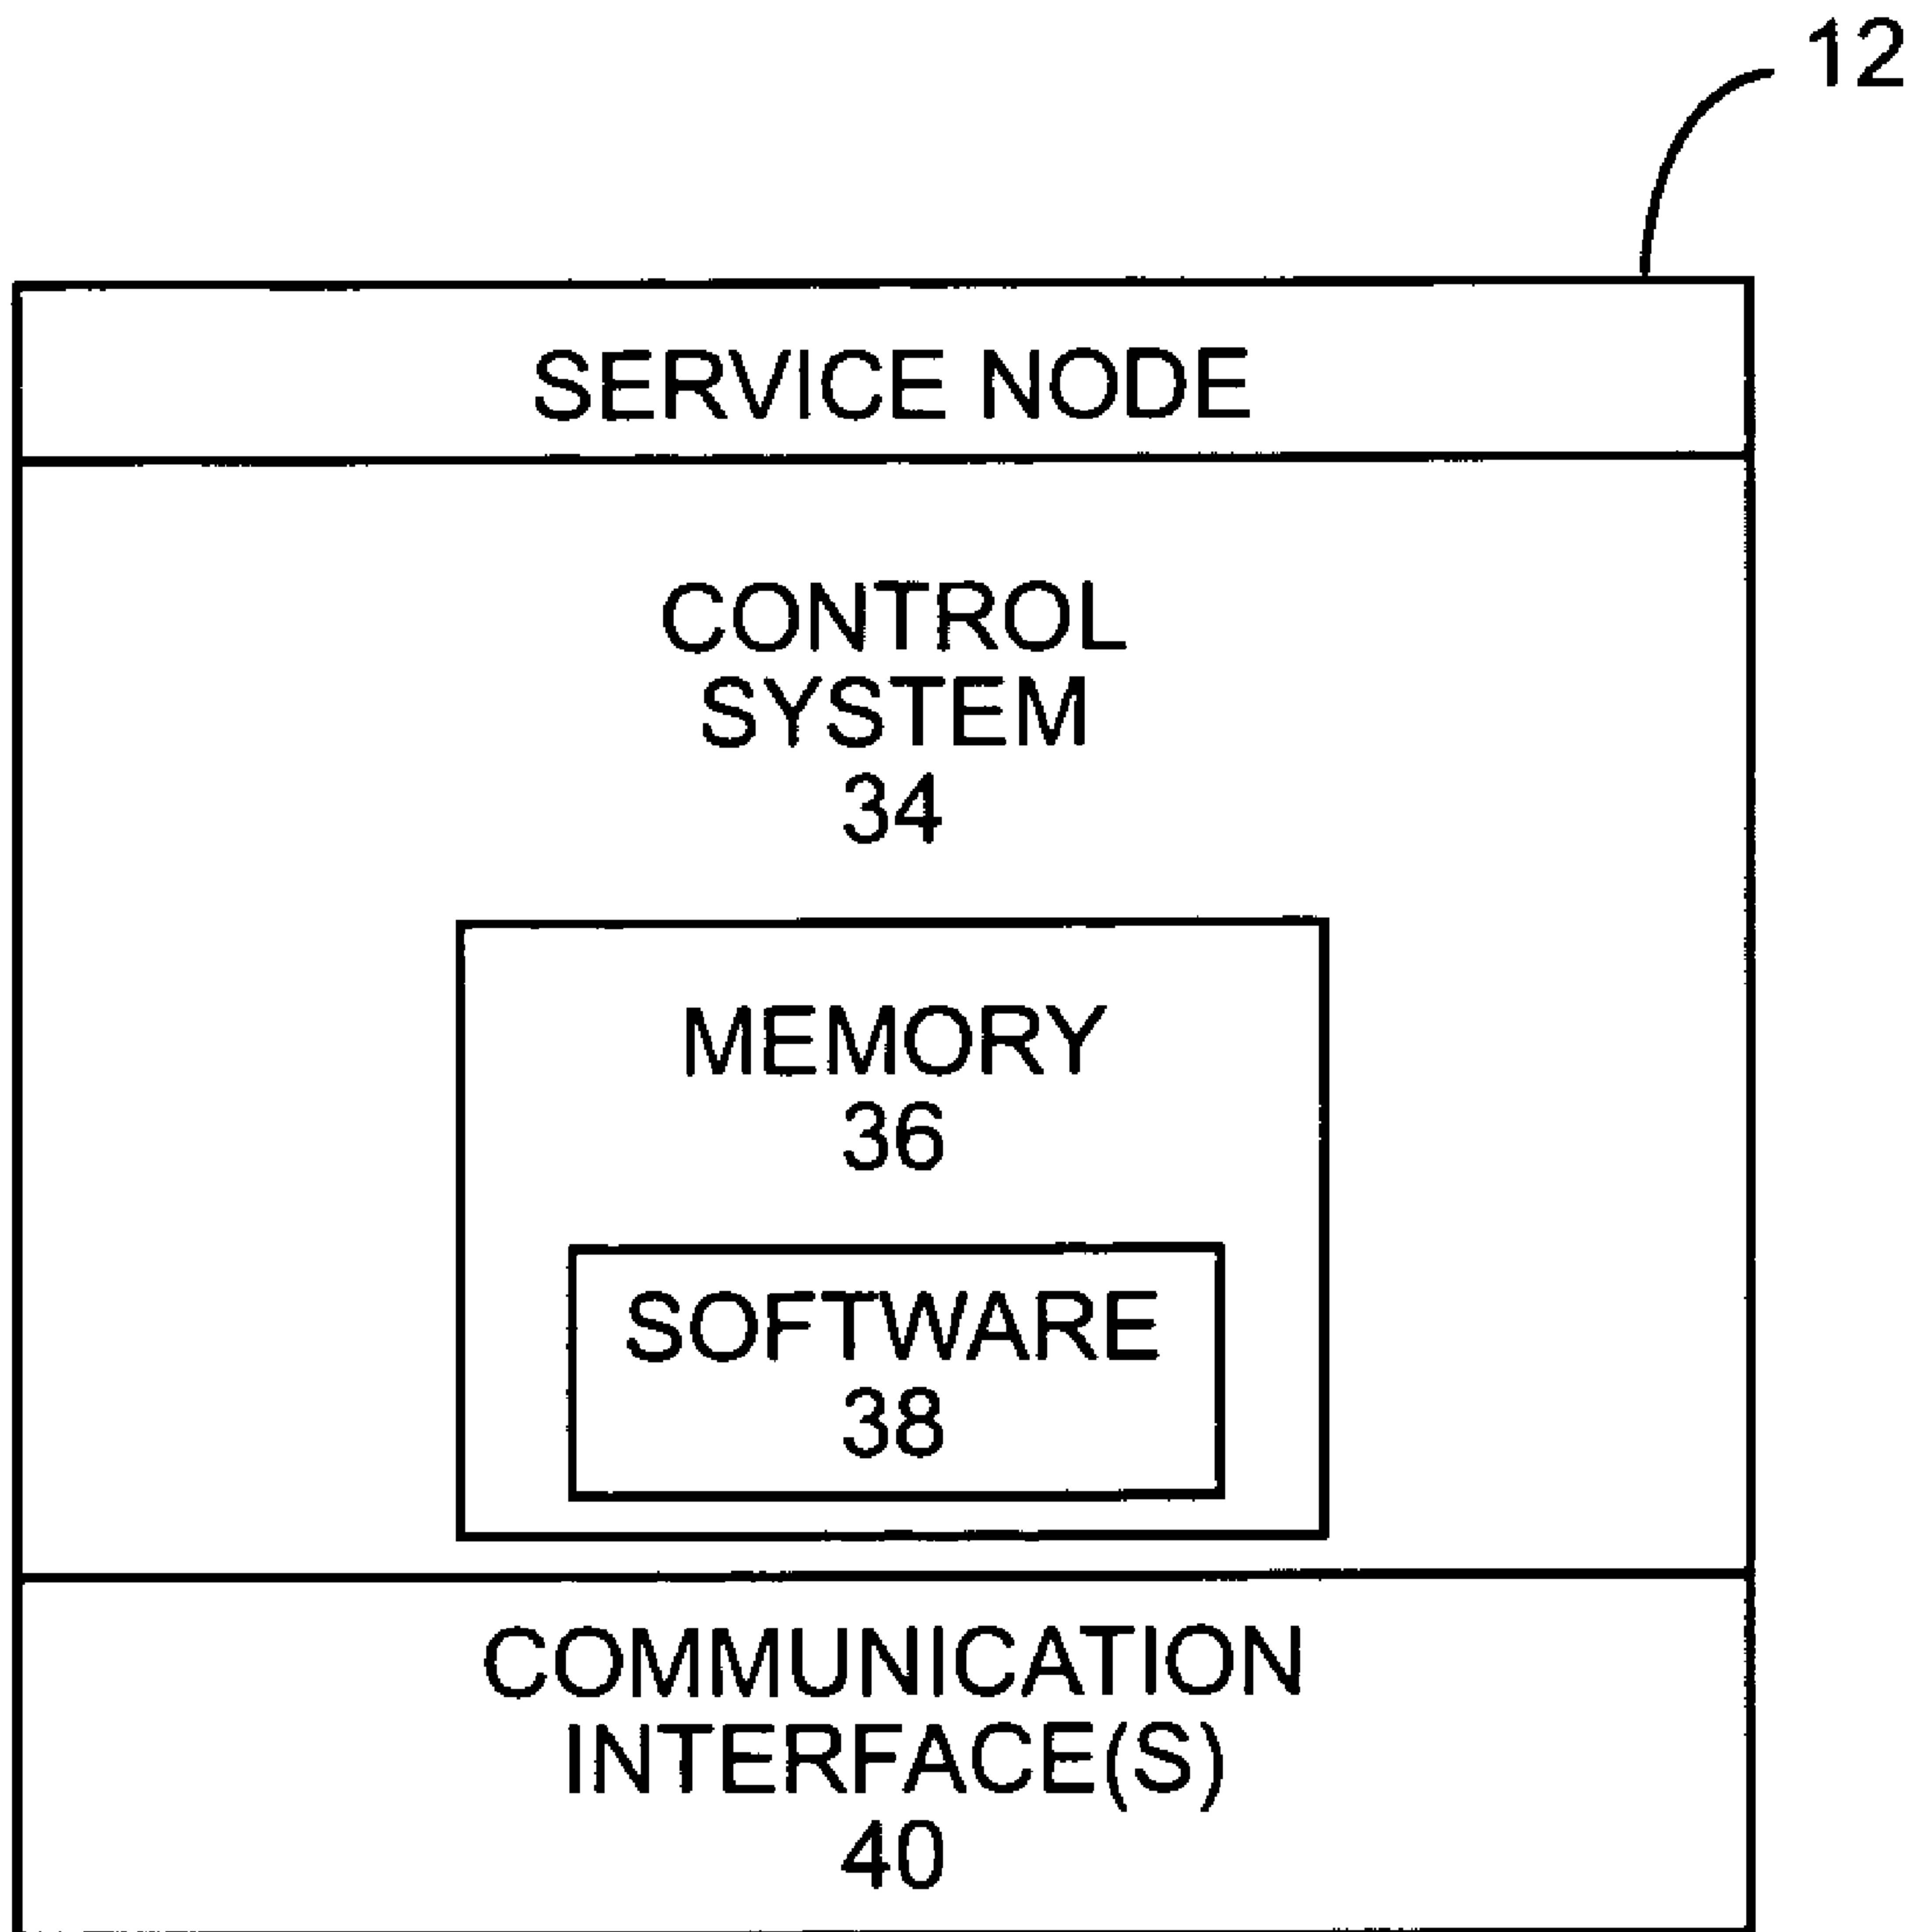 12
SERVICE NODE
CONTROL
SYSTEM
34
MEMORY
36
SOFTWARE
38
COMMUNICATION
INTERFACE(S)
40